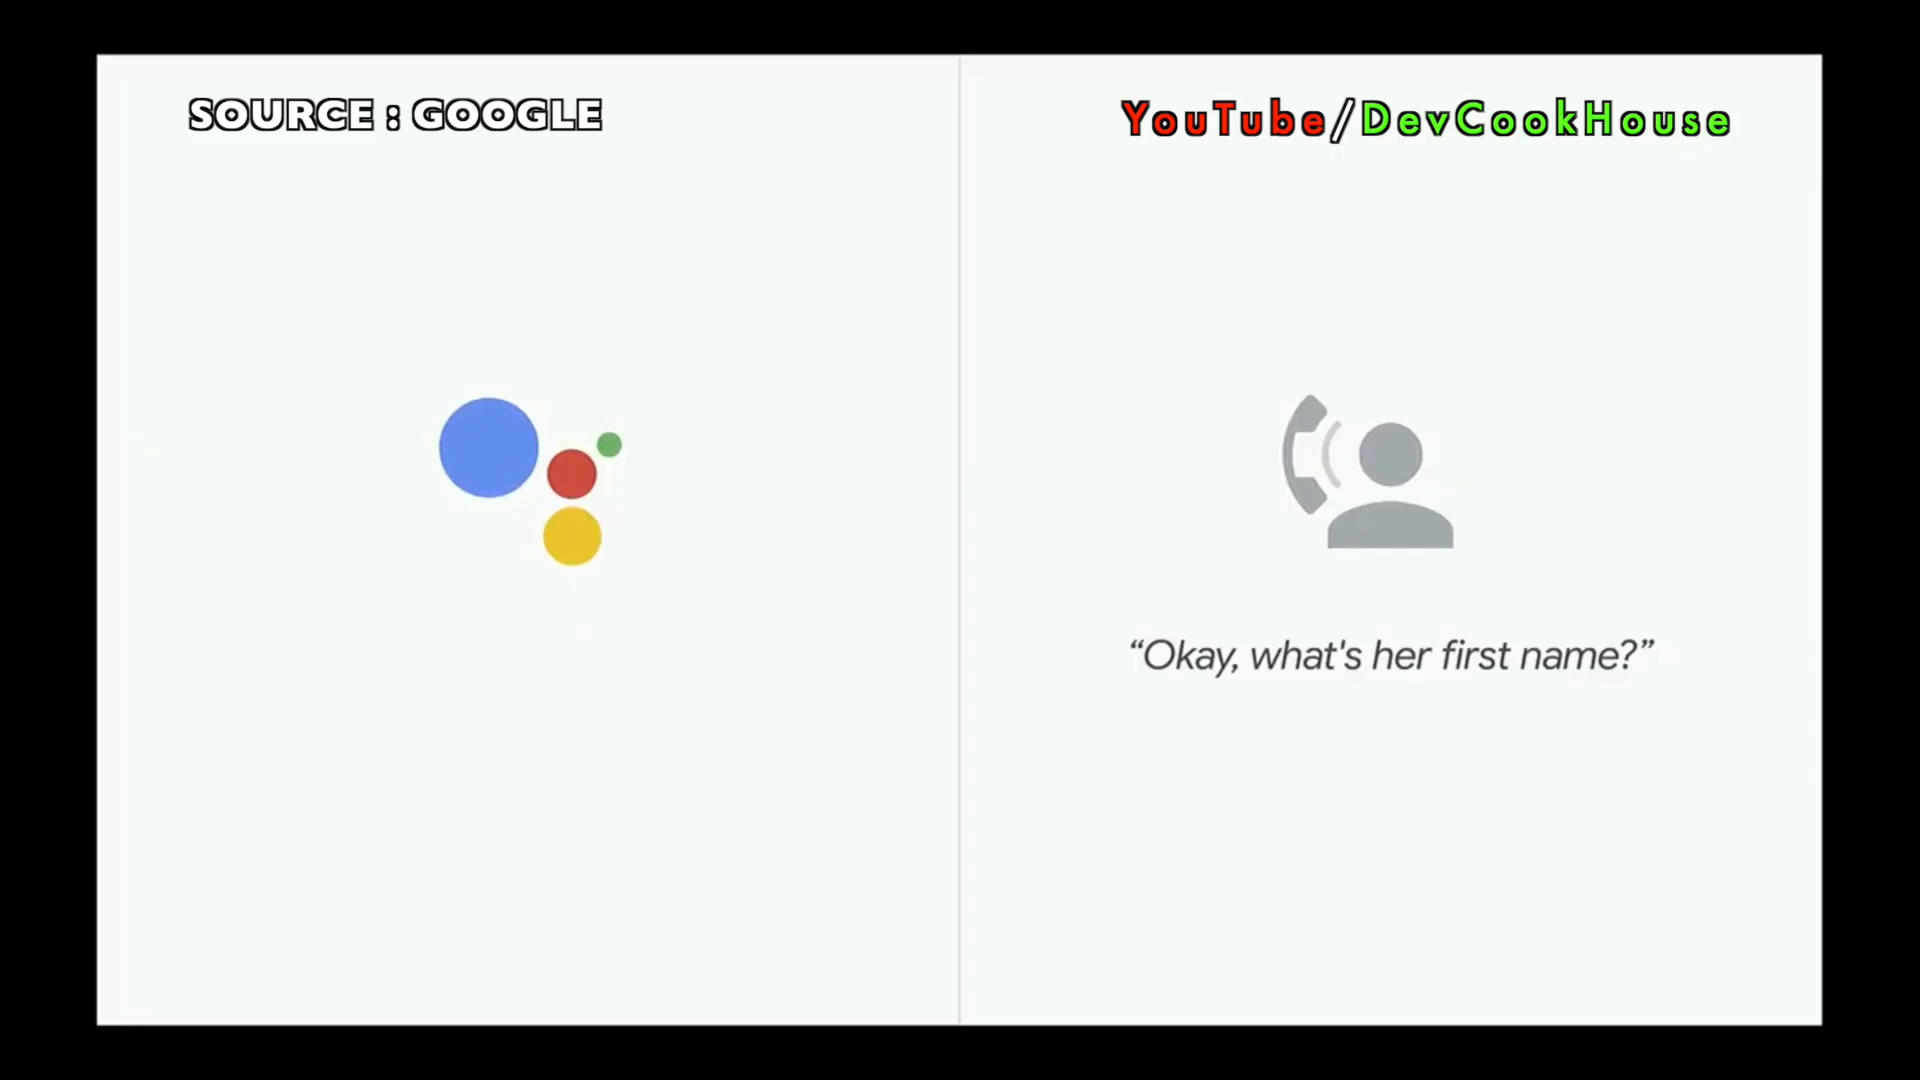 SOURCE : GOOGLE
YouTube/DevCookHouse
“Okay, what's her first name?”